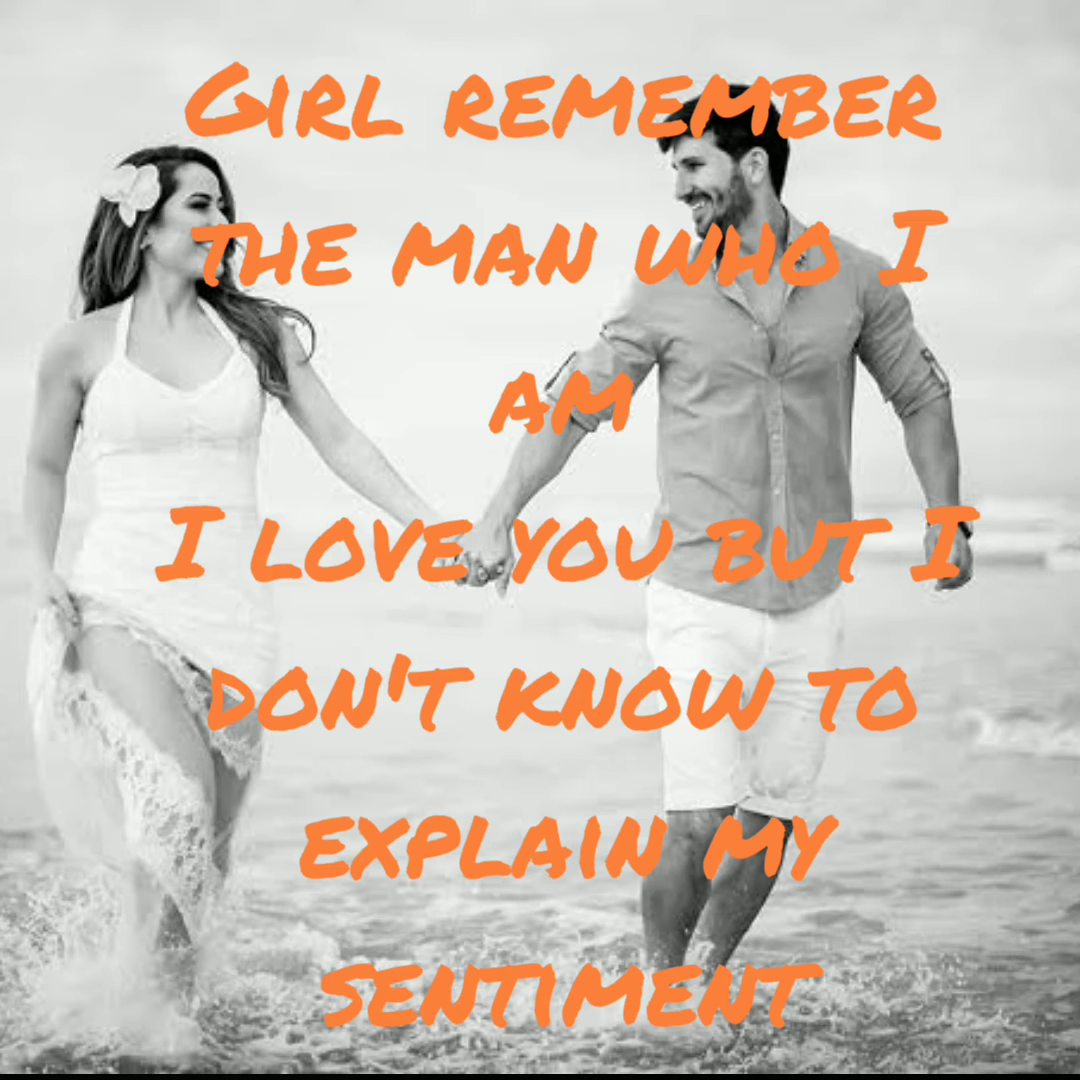 Girl remember
the man who I
am
I love you but I
don't know to
explain my
sentiment